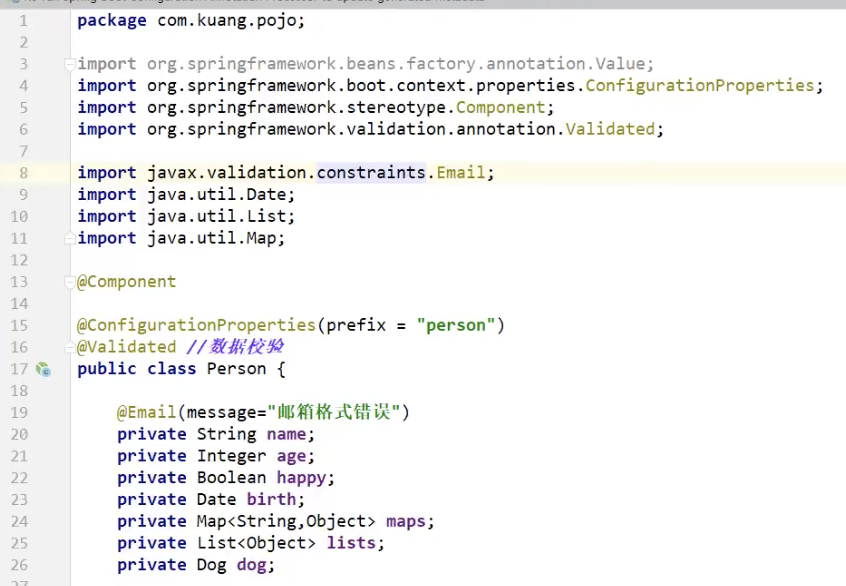 1 package com.kuang.pojo;
2
3 import org.springframework.beans.factory.annotation.Value;
4 import org.springframework.boot.context.properties.ConfigurationProperties;
5 import org.springframework.stereotype.Component;
6 import org.springframework.validation.annotation.Validated;
7
8 import javax.validation.constraints.Email;
9 import java.util.Date;
10 import java.util.List;
11 import java.util.Map;
12
13 @Component
14
15 @ConfigurationProperties(prefix = "person")
16 @Validated //数据校验
17 public class Person {
18
19 @Email(message="邮箱格式错误")
20 private String name;
21 private Integer age;
22 private Boolean happy;
23 private Date birth;
24 private Map<String,Object> maps;
25 private List<Object> lists;
26 private Dog dog;